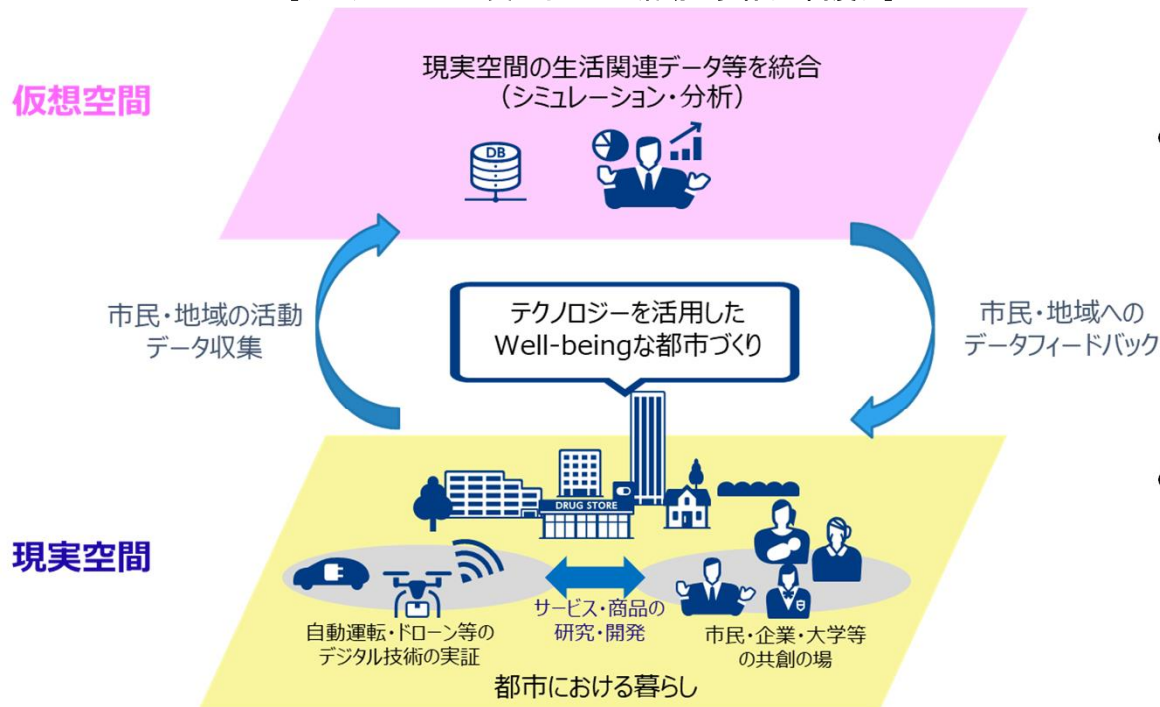 仮想空間
現実空間の生活関連データ等を統合
（シミュレーション・分析）
DB
市民・地域の活動
データ収集
テクノロジーを活用した
Well-beingな都市づくり
市民・地域への
データフィードバック
現実空間
DRUG STORE
サービス・商品の
研究・開発
自動運転・ドローン等の
デジタル技術の実証
市民・企業・大学等
の共創の場
都市における暮らし